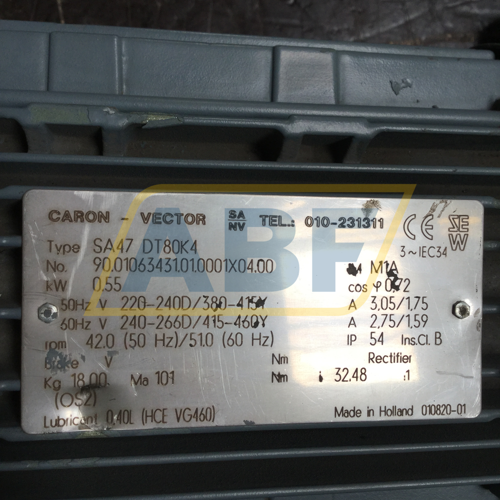 CARON - VECTOR SA NV TEL.: 010-231311 CE SEW
Type SA47 DT80K4 3~IEC34
No. 90.01063431.01.0001X04.00 M1A
kW 0.55 cos φ 0.72
50Hz V 220-240D/380-415Y A 3,05/1,75
60Hz V 240-266D/415-460Y A 2,75/1,59
rpm 42.0 (50 Hz)/51.0 (60 Hz) IP 54 Ins.Cl. B
Brake V Nm Rectifier
Kg 18.00 Ma 101 Nm i 32.48 :1
(OS2)
Lubricant 0,40L (HCE VG460) Made in Holland 010820-01
ABF